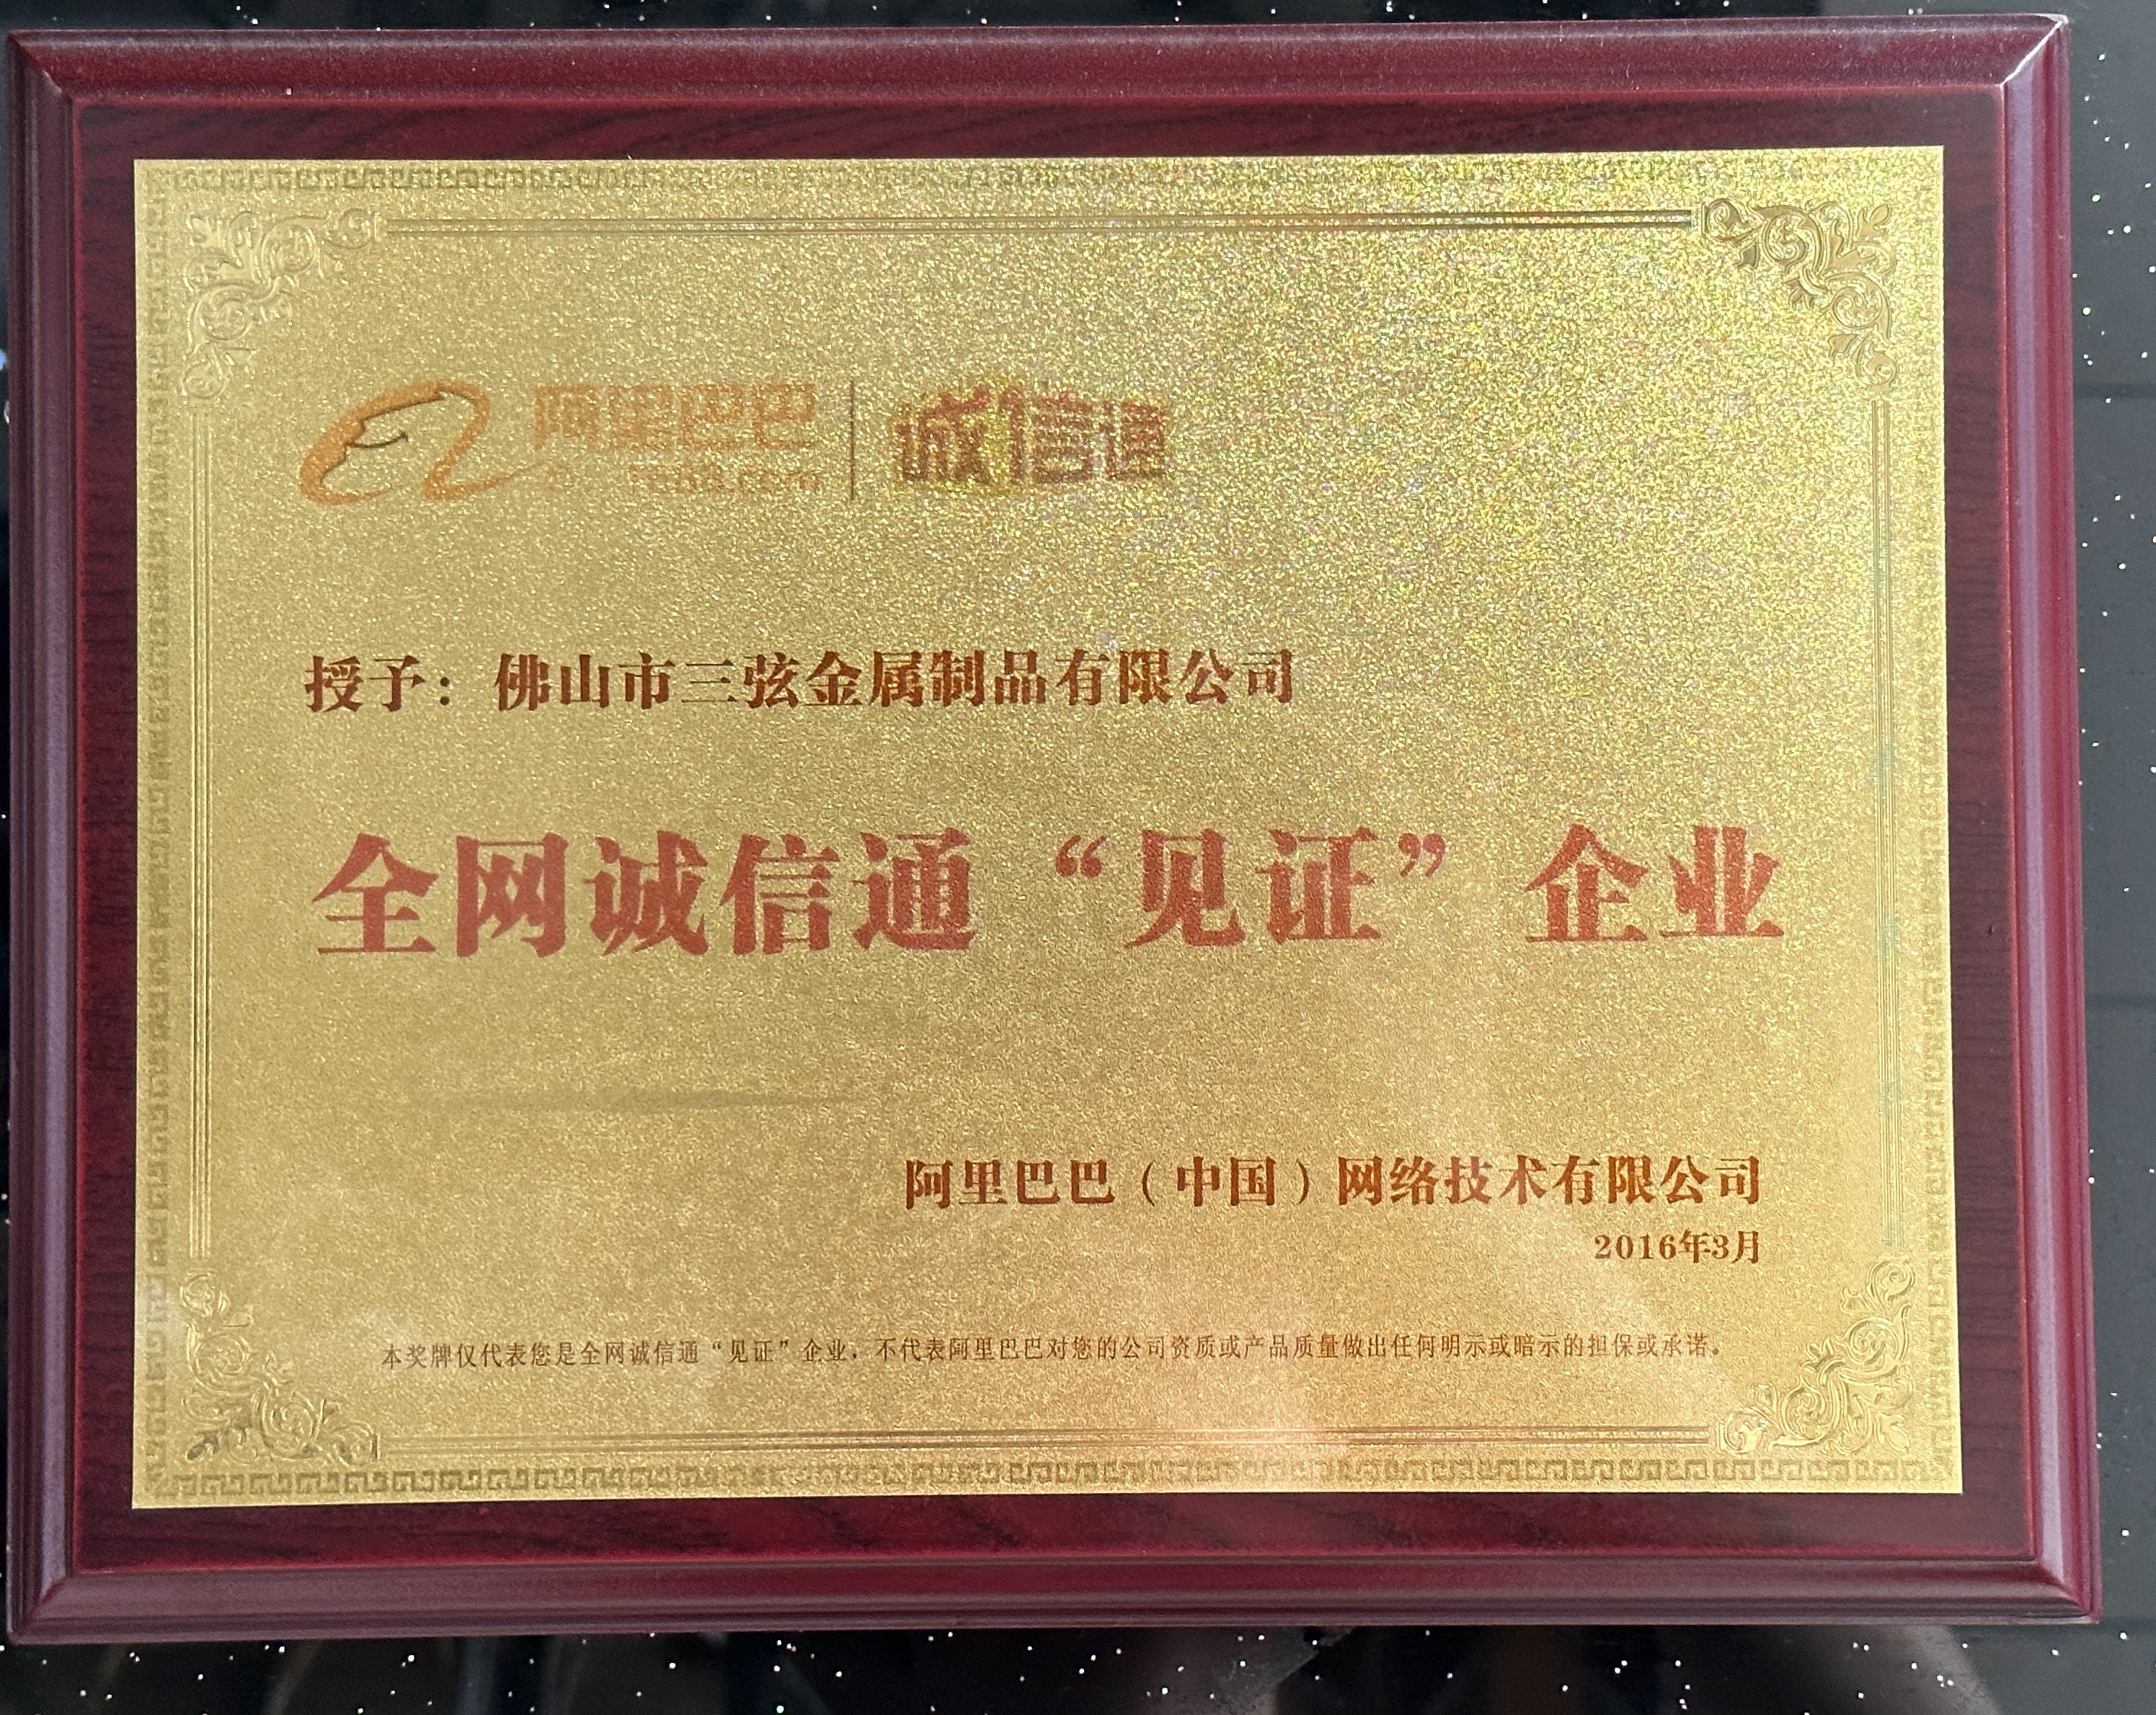 阿里巴巴 诚信通
授予：佛山市三弦金属制品有限公司
全网诚信通“见证”企业
阿里巴巴（中国）网络技术有限公司
2016年3月
本奖牌仅代表您是全网诚信通“见证”企业，不代表阿里巴巴对您的公司资质或产品质量做出任何明示或暗示的担保或承诺。